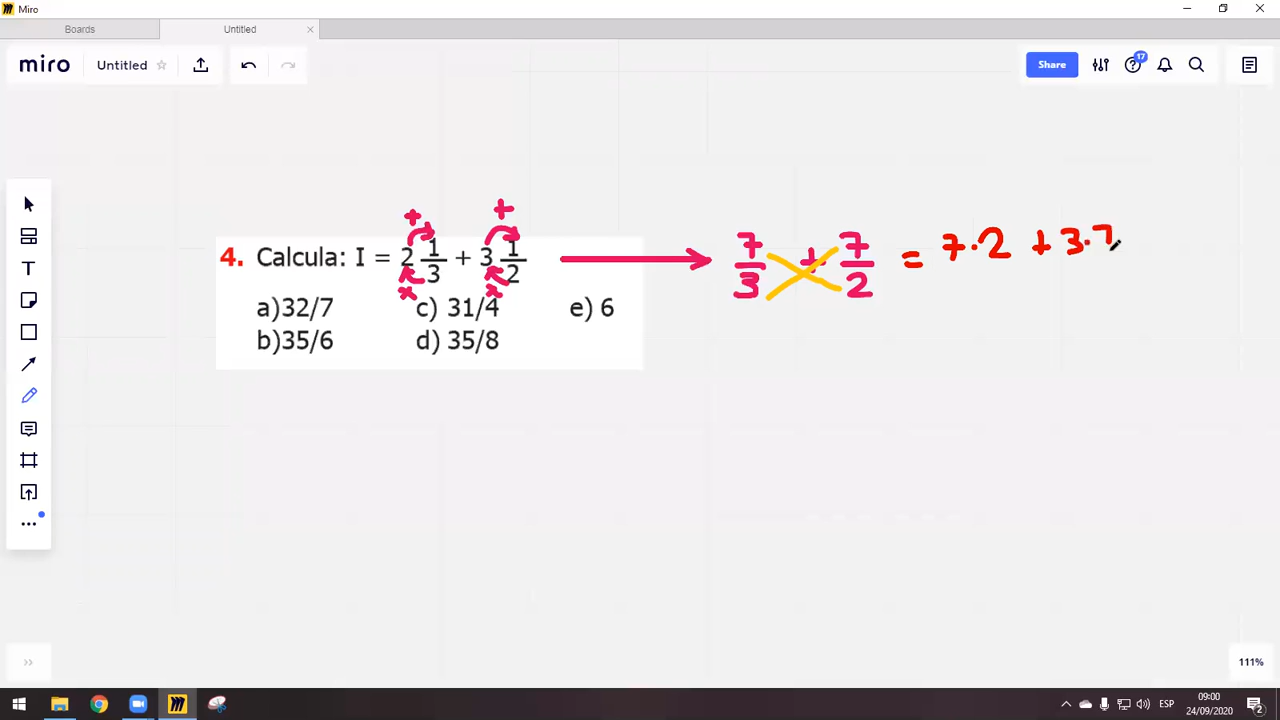 Miro
Boards
Untitled
miro
Untitled
Share
17
4. Calcula: I = 2 1/3 + 3 1/2
+ +
× ×
a)32/7 c) 31/4 e) 6
b)35/6 d) 35/8
7/3 + 7/2 = 7·2 + 3·7
T
111%
ESP
09:00
24/09/2020
2